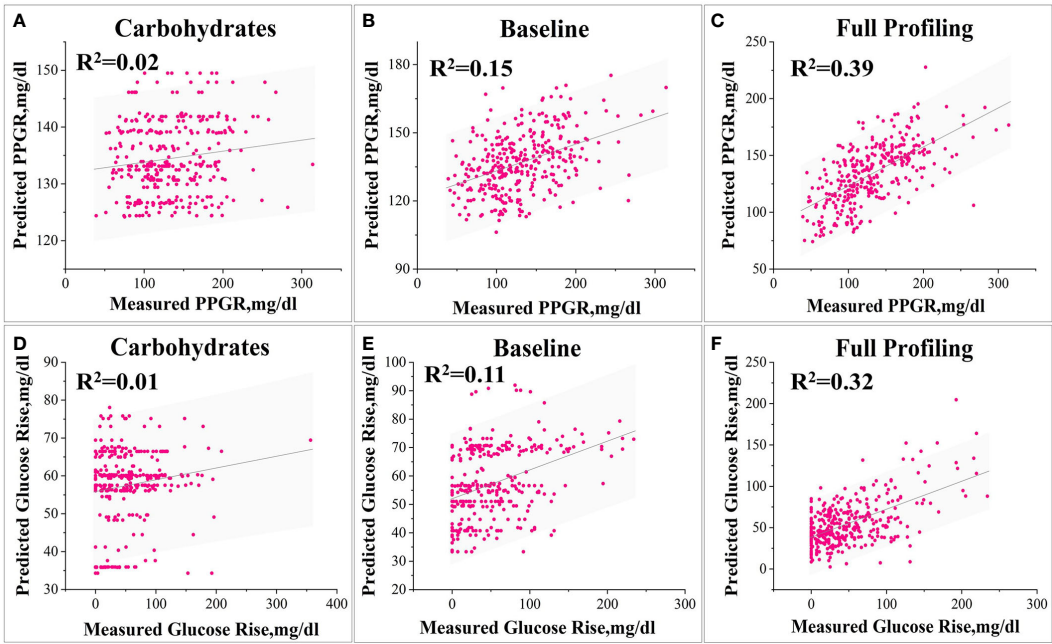 A
Carbohydrates
R²=0.02
Predicted PPGR,mg/dl
150
140
130
120
0
100
200
300
Measured PPGR,mg/dl
B
Baseline
R²=0.15
Predicted PPGR,mg/dl
180
150
120
90
0
100
200
300
Measured PPGR,mg/dl
C
Full Profiling
R²=0.39
Predicted PPGR,mg/dl
250
200
150
100
50
0
100
200
300
Measured PPGR,mg/dl
D
Carbohydrates
R²=0.01
Predicted Glucose Rise,mg/dl
90
80
70
60
50
40
30
0
100
200
300
400
Measured Glucose Rise,mg/dl
E
Baseline
R²=0.11
Predicted Glucose Rise,mg/dl
100
90
80
70
60
50
40
30
20
0
100
200
300
Measured Glucose Rise,mg/dl
F
Full Profiling
R²=0.32
Predicted Glucose Rise,mg/dl
250
200
150
100
50
0
0
100
200
300
Measured Glucose Rise,mg/dl